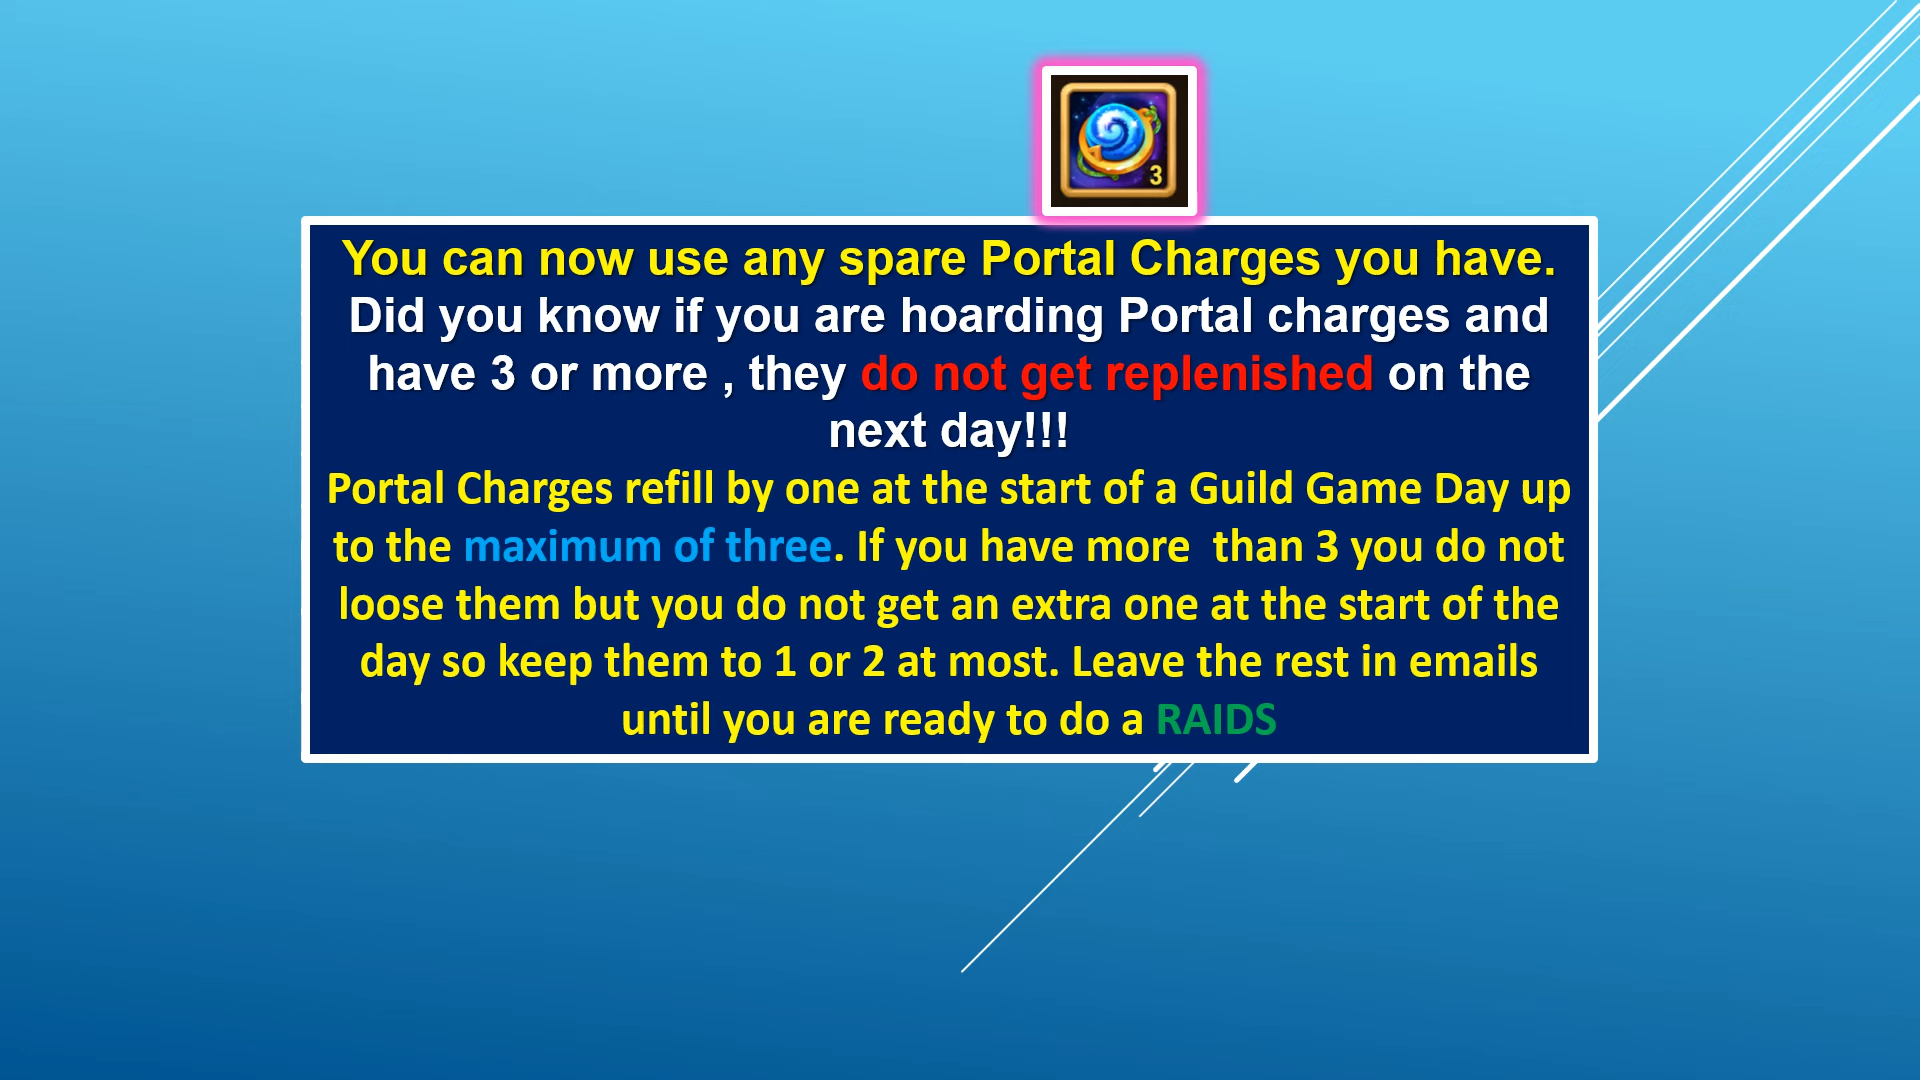 3
You can now use any spare Portal Charges you have.
Did you know if you are hoarding Portal charges and
have 3 or more , they do not get replenished on the
next day!!!
Portal Charges refill by one at the start of a Guild Game Day up
to the maximum of three. If you have more  than 3 you do not
loose them but you do not get an extra one at the start of the
day so keep them to 1 or 2 at most. Leave the rest in emails
until you are ready to do a RAIDS